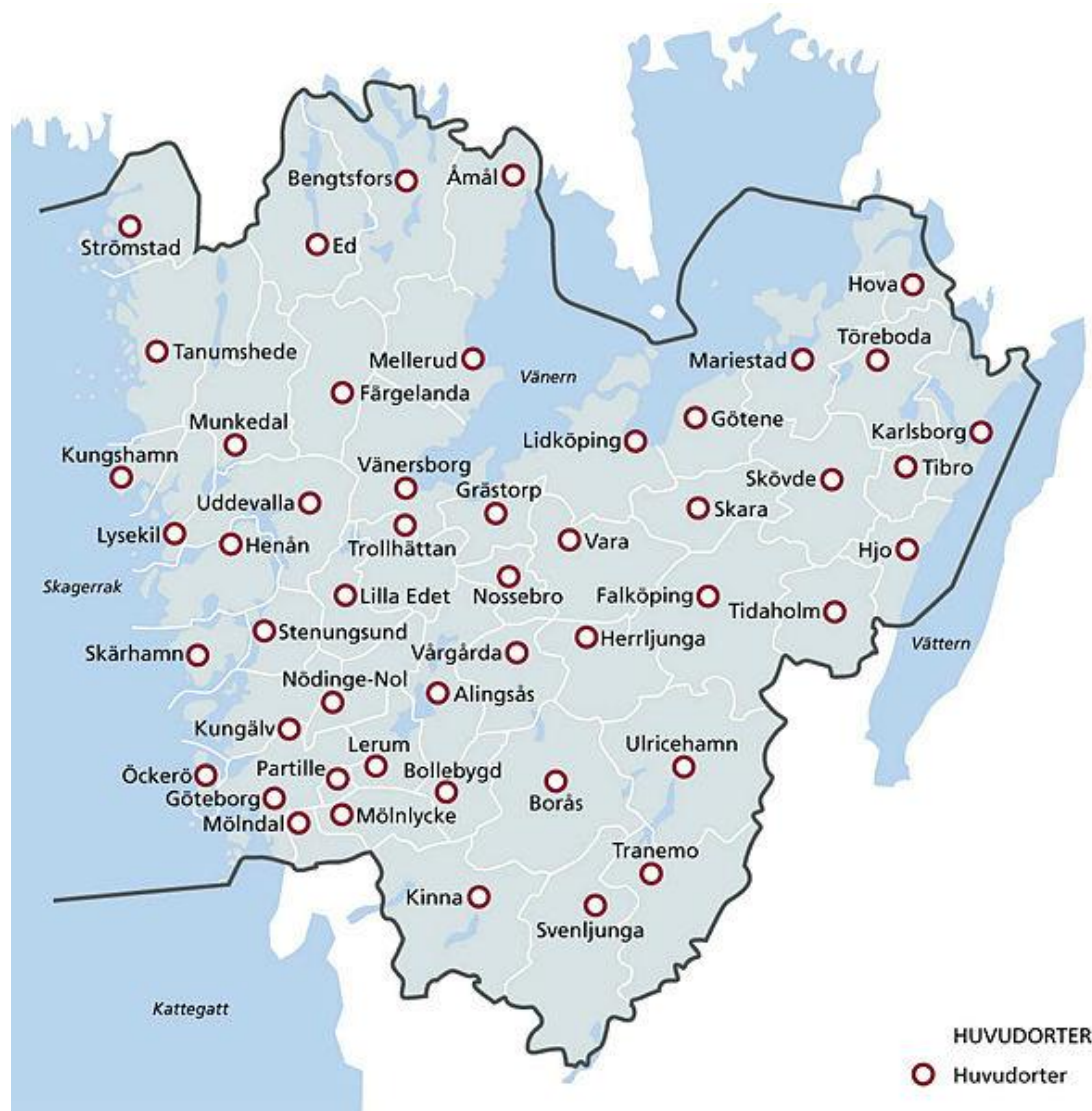 Bengtsfors
Åmål
Strömstad
Ed
Hova
Töreboda
Tanumshede
Mellerud
Mariestad
Vänern
Färgelanda
Götene
Munkedal
Lidköping
Karlsborg
Kungshamn
Vänersborg
Grästorp
Skövde
Tibro
Uddevalla
Skara
Lysekil
Henån
Trollhättan
Vara
Hjo
Skagerrak
Lilla Edet
Nossebro
Falköping
Tidaholm
Stenungsund
Herrljunga
Vättern
Skärhamn
Vårgårda
Nödinge-Nol
Alingsås
Kungälv
Lerum
Ulricehamn
Öckerö
Partille
Bollebygd
Göteborg
Borås
Mölndal
Mölnlycke
Tranemo
Kinna
Svenljunga
Kattegatt
HUVUDORTER
Huvudorter